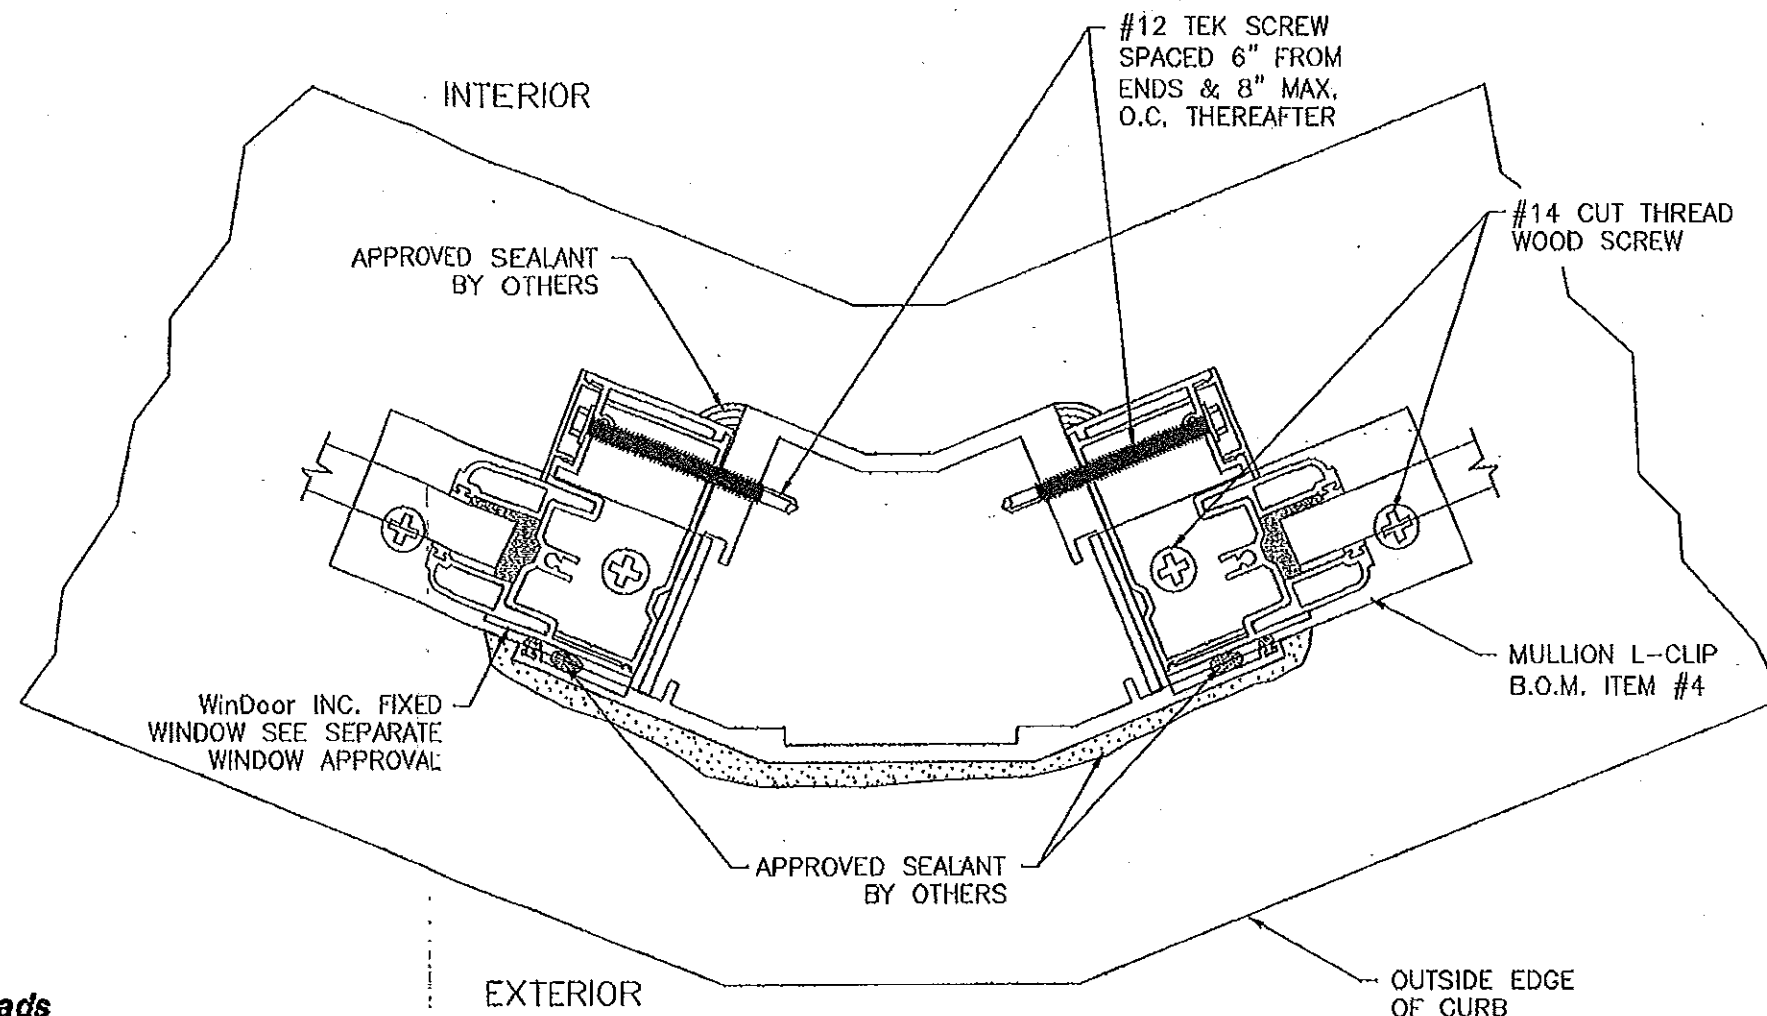 #12 TEK SCREW
SPACED 6" FROM
ENDS & 8" MAX.
O.C. THEREAFTER
INTERIOR
#14 CUT THREAD
WOOD SCREW
APPROVED SEALANT
BY OTHERS
MULLION L-CLIP
B.O.M. ITEM #4
WinDoor INC. FIXED
WINDOW SEE SEPARATE
WINDOW APPROVAL
APPROVED SEALANT
BY OTHERS
OUTSIDE EDGE
OF CURB
EXTERIOR
ads